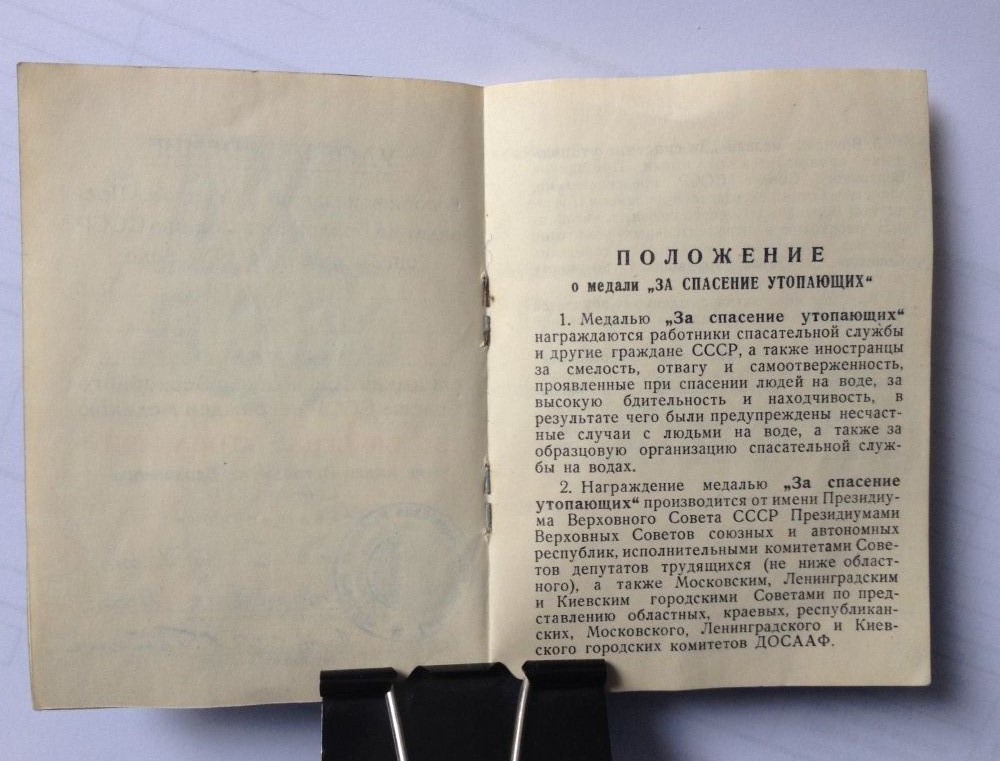 ПОЛОЖЕНИЕ
о медали „ЗА СПАСЕНИЕ УТОПАЮЩИХ“
1. Медалью „За спасение утопающих“
награждаются работники спасательной службы
и другие граждане СССР, а также иностранцы
за смелость, отвагу и самоотверженность,
проявленные при спасении людей на воде, за
высокую бдительность и находчивость, в
результате чего были предупреждены несчаст-
ные случаи с людьми на воде, а также за
образцовую организацию спасательной служ-
бы на водах.
2. Награждение медалью „За спасение
утопающих“ производится от имени Президиу-
ма Верховного Совета СССР Президиумами
Верховных Советов союзных и автономных
республик, исполнительными комитетами Сове-
тов депутатов трудящихся (не ниже област-
ного), а также Московским, Ленинградским
и Киевским городскими Советами по пред-
ставлению областных, краевых, республикан-
ских, Московского, Ленинградского и Киев-
ского городских комитетов ДОСААФ.